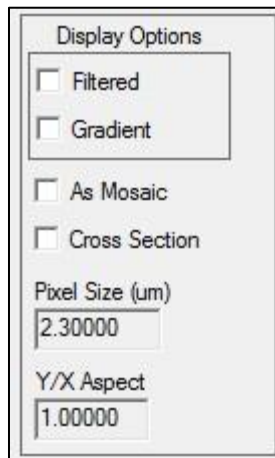 Display Options
Filtered
Gradient
As Mosaic
Cross Section
Pixel Size (um)
2.30000
Y/X Aspect
1.00000